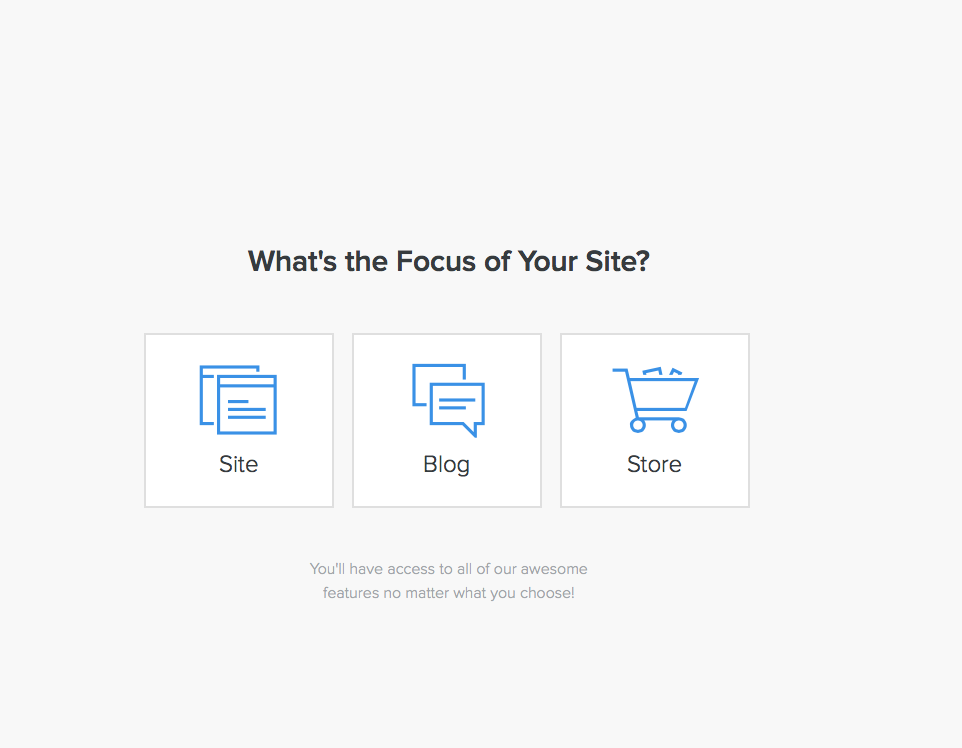 What's the Focus of Your Site?
Site
Blog
Store
You'll have access to all of our awesome
features no matter what you choose!